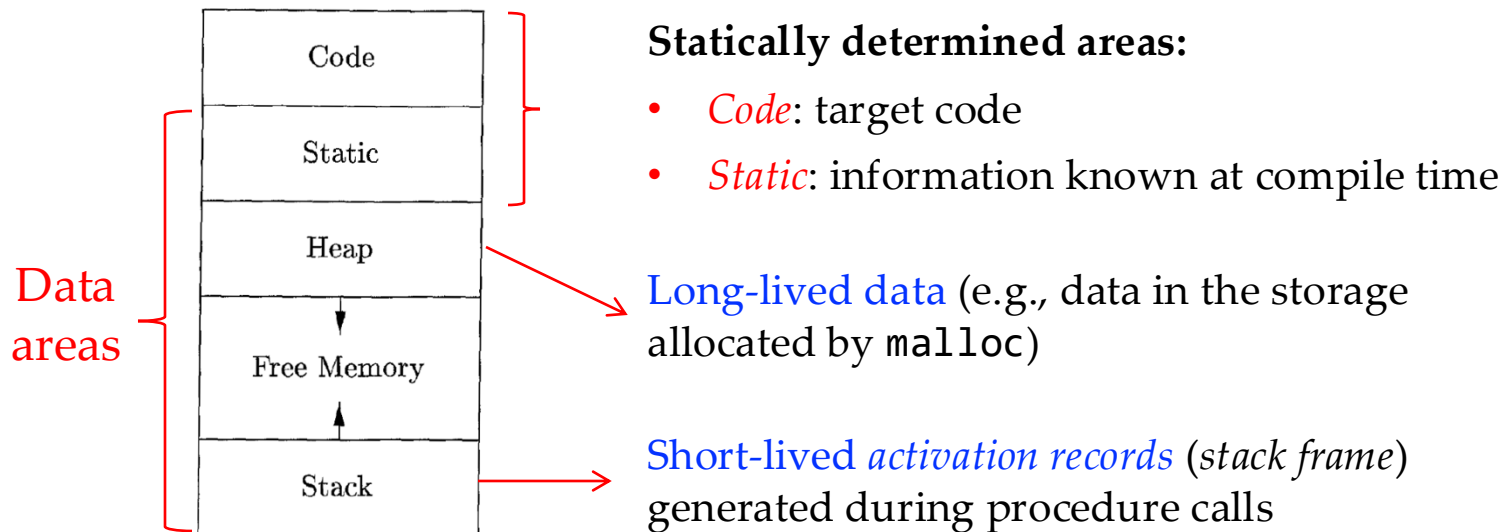 Code
Static
Heap
Free Memory
Stack
Data
areas
Statically determined areas:
• Code: target code
• Static: information known at compile time
Long-lived data (e.g., data in the storage
allocated by malloc)
Short-lived activation records (stack frame)
generated during procedure calls